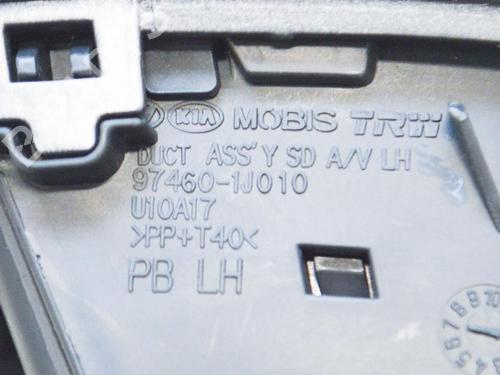 KIA MOBIS TRW
DUCT ASS'Y SD A/V LH
97460-1J010
U10A17
>PP+T40<
PB LH